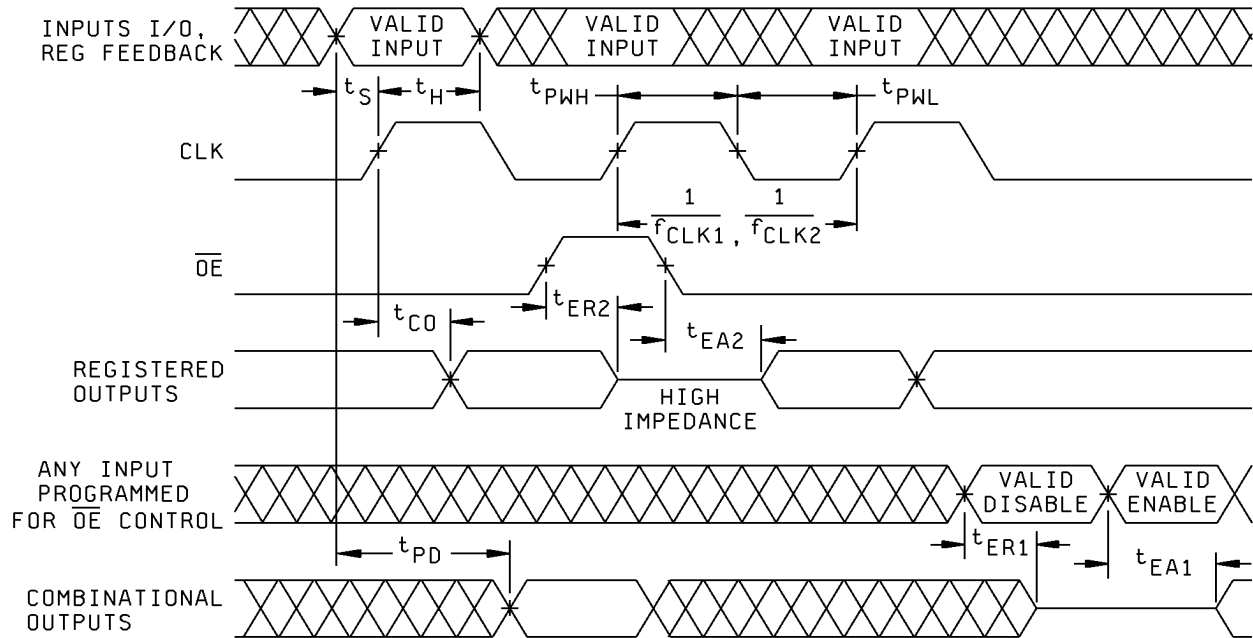 INPUTS I/O,
REG FEEDBACK
VALID
INPUT
VALID
INPUT
VALID
INPUT
tS
tH
tPWH
tPWL
CLK
1
fCLK1
,
1
fCLK2
OE
tCO
tER2
tEA2
REGISTERED
OUTPUTS
HIGH
IMPEDANCE
ANY INPUT
PROGRAMMED
FOR OE CONTROL
VALID
DISABLE
VALID
ENABLE
tPD
tER1
tEA1
COMBINATIONAL
OUTPUTS